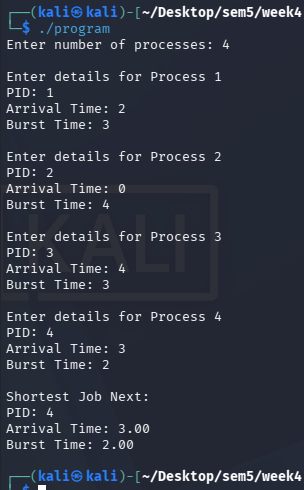 ┌──(kali㉿kali)-[~/Desktop/sem5/week4
└─$ ./program
Enter number of processes: 4
Enter details for Process 1
PID: 1
Arrival Time: 2
Burst Time: 3
Enter details for Process 2
PID: 2
Arrival Time: 0
Burst Time: 4
Enter details for Process 3
PID: 3
Arrival Time: 4
Burst Time: 3
Enter details for Process 4
PID: 4
Arrival Time: 3
Burst Time: 2
Shortest Job Next:
PID: 4
Arrival Time: 3.00
Burst Time: 2.00
┌──(kali㉿kali)-[~/Desktop/sem5/week4
└─$
KALI